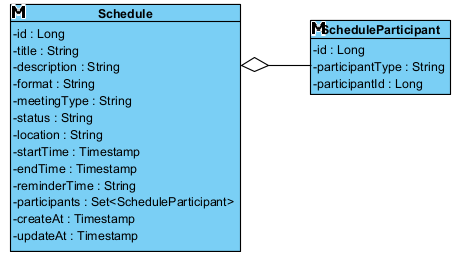 M
Schedule
-id : Long
-title : String
-description : String
-format : String
-meetingType : String
-status : String
-location : String
-startTime : Timestamp
-endTime : Timestamp
-reminderTime : String
-participants : Set<ScheduleParticipant>
-createAt : Timestamp
-updateAt : Timestamp
M
ScheduleParticipant
-id : Long
-participantType : String
-participantId : Long